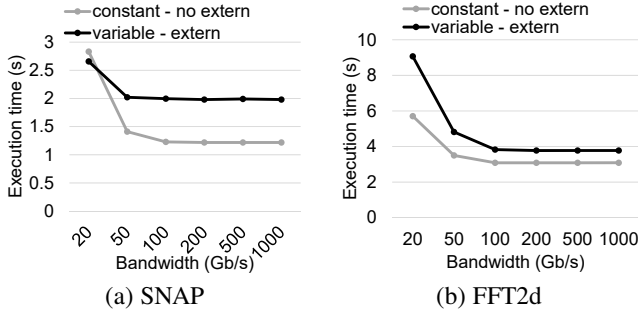 constant - no extern
variable - extern
3
2.5
2
1.5
1
0.5
0
Execution time (s)
20 50 100 200 500 1000
Bandwidth (Gb/s)
(a) SNAP
constant - no extern
variable - extern
10
8
6
4
2
0
Execution time (s)
20 50 100 200 500 1000
Bandwidth (Gb/s)
(b) FFT2d